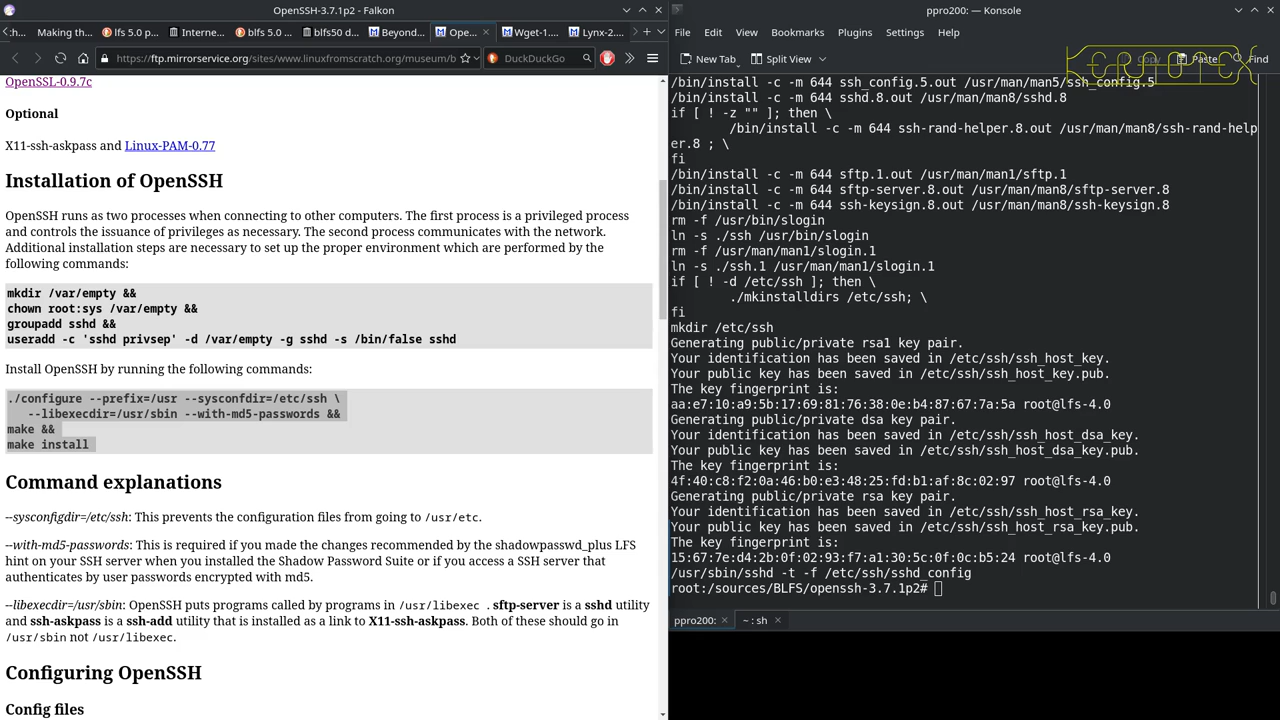 OpenSSH-3.7.1p2 - Falkon
:h...
Making th...
lfs 5.0 p...
Interne...
blfs 5.0 ...
blfs50 d...
Beyond...
Ope...
Wget-1....
Lynx-2....
https://ftp.mirrorservice.org/sites/www.linuxfromscratch.org/museum/b
DuckDuckGo
OpenSSL-0.9.7c
Optional
X11-ssh-askpass and Linux-PAM-0.77
Installation of OpenSSH
OpenSSH runs as two processes when connecting to other computers. The first process is a privileged process
and controls the issuance of privileges as necessary. The second process communicates with the network.
Additional installation steps are necessary to set up the proper environment which are performed by the
following commands:
mkdir /var/empty &&
chown root:sys /var/empty &&
groupadd sshd &&
useradd -c 'sshd privsep' -d /var/empty -g sshd -s /bin/false sshd
Install OpenSSH by running the following commands:
./configure --prefix=/usr --sysconfdir=/etc/ssh \
--libexecdir=/usr/sbin --with-md5-passwords &&
make &&
make install
Command explanations
--sysconfigdir=/etc/ssh: This prevents the configuration files from going to /usr/etc.
--with-md5-passwords: This is required if you made the changes recommended by the shadowpasswd_plus LFS
hint on your SSH server when you installed the Shadow Password Suite or if you access a SSH server that
authenticates by user passwords encrypted with md5.
--libexecdir=/usr/sbin: OpenSSH puts programs called by programs in /usr/libexec . sftp-server is a sshd utility
and ssh-askpass is a ssh-add utility that is installed as a link to X11-ssh-askpass. Both of these should go in
/usr/sbin not /usr/libexec.
Configuring OpenSSH
Config files
ppro200: — Konsole
File Edit View Bookmarks Plugins Settings Help
New Tab Split View Copy Paste Find
/bin/install -c -m 644 ssh_config.5.out /usr/man/man5/ssh_config.5
/bin/install -c -m 644 sshd.8.out /usr/man/man8/sshd.8
if [ ! -z "" ]; then \
/bin/install -c -m 644 ssh-rand-helper.8.out /usr/man/man8/ssh-rand-help
er.8 ; \
fi
/bin/install -c -m 644 sftp.1.out /usr/man/man1/sftp.1
/bin/install -c -m 644 sftp-server.8.out /usr/man/man8/sftp-server.8
/bin/install -c -m 644 ssh-keysign.8.out /usr/man/man8/ssh-keysign.8
rm -f /usr/bin/slogin
ln -s ./ssh /usr/bin/slogin
rm -f /usr/man/man1/slogin.1
ln -s ./ssh.1 /usr/man/man1/slogin.1
if [ ! -d /etc/ssh ]; then \
./mkinstalldirs /etc/ssh; \
fi
mkdir /etc/ssh
Generating public/private rsa1 key pair.
Your identification has been saved in /etc/ssh/ssh_host_key.
Your public key has been saved in /etc/ssh/ssh_host_key.pub.
The key fingerprint is:
aa:e7:10:a9:5b:17:69:81:76:38:0e:b4:87:67:7a:5a root@lfs-4.0
Generating public/private dsa key pair.
Your identification has been saved in /etc/ssh/ssh_host_dsa_key.
Your public key has been saved in /etc/ssh/ssh_host_dsa_key.pub.
The key fingerprint is:
4f:40:c8:f2:0a:46:b0:e3:48:25:fd:b1:af:8c:02:97 root@lfs-4.0
Generating public/private rsa key pair.
Your identification has been saved in /etc/ssh/ssh_host_rsa_key.
Your public key has been saved in /etc/ssh/ssh_host_rsa_key.pub.
The key fingerprint is:
15:67:7e:d4:2b:0f:02:93:f7:a1:30:5c:0f:0c:b5:24 root@lfs-4.0
/usr/sbin/sshd -t -f /etc/ssh/sshd_config
root:/sources/BLFS/openssh-3.7.1p2#
ppro200:
~ : sh